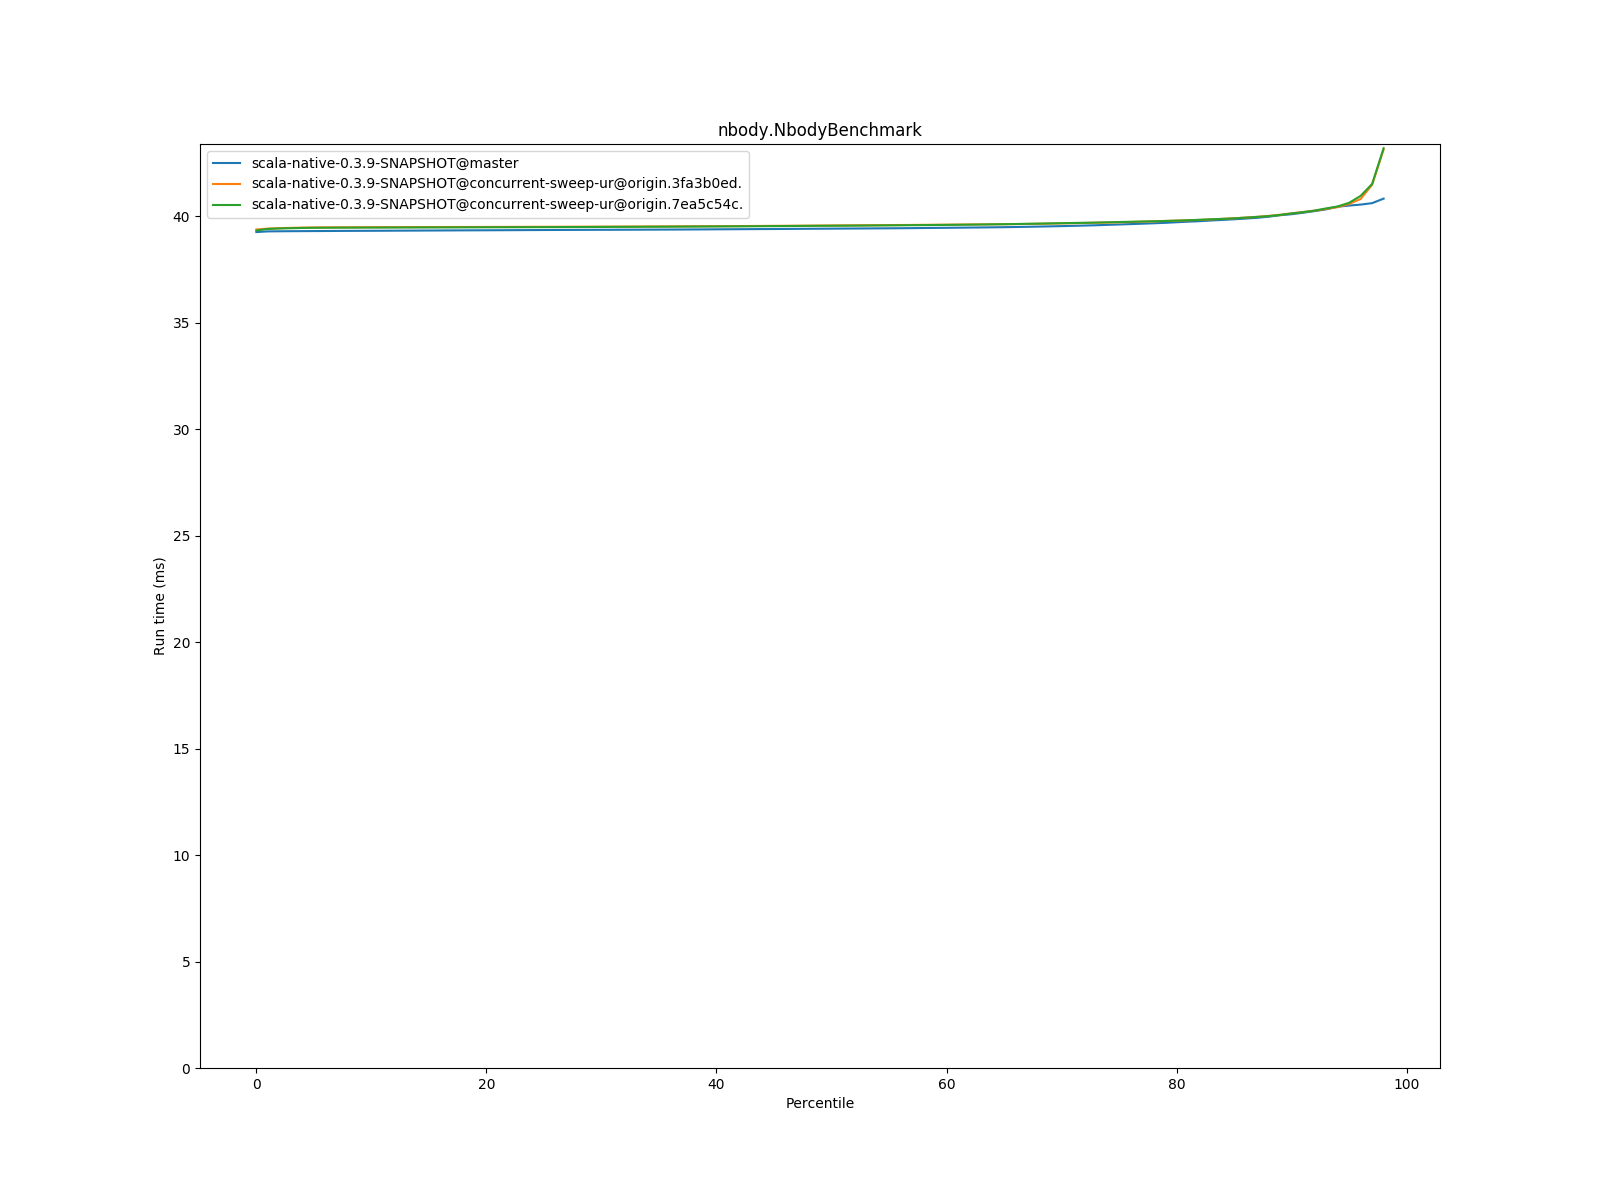 nbody.NbodyBenchmark
scala-native-0.3.9-SNAPSHOT@master
scala-native-0.3.9-SNAPSHOT@concurrent-sweep-ur@origin.3fa3b0ed.
scala-native-0.3.9-SNAPSHOT@concurrent-sweep-ur@origin.7ea5c54c.
40
35
30
25
20
15
10
5
0
Run time (ms)
0 20 40 60 80 100
Percentile